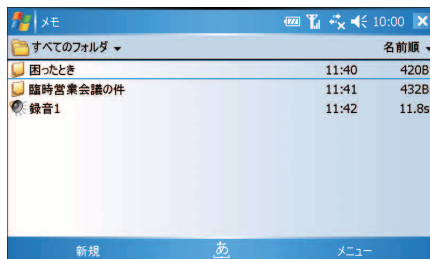 メモ 10:00
すべてのフォルダ 名前順
困ったとき 11:40 420B
臨時営業会議の件 11:41 432B
録音1 11:42 11.8s
新規 あ メニュー